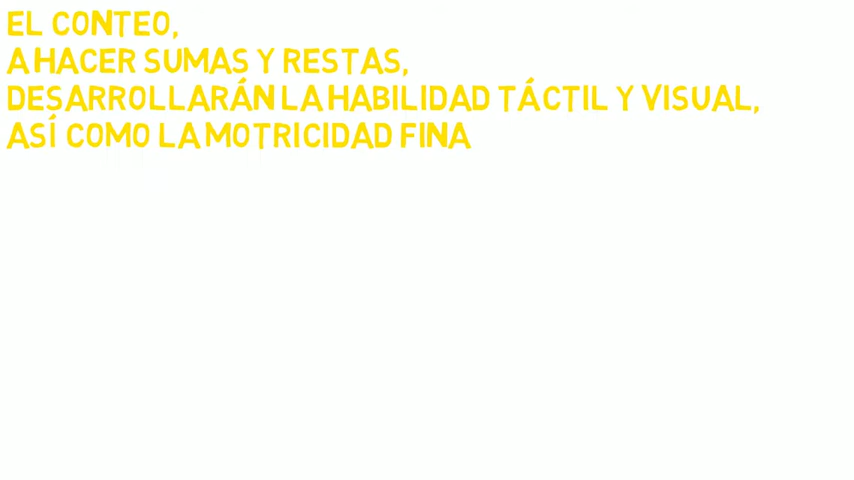 EL CONTEO,
A HACER SUMAS Y RESTAS,
DESARROLLARÁN LA HABILIDAD TÁCTIL Y VISUAL,
ASÍ COMO LA MOTRICIDAD FINA